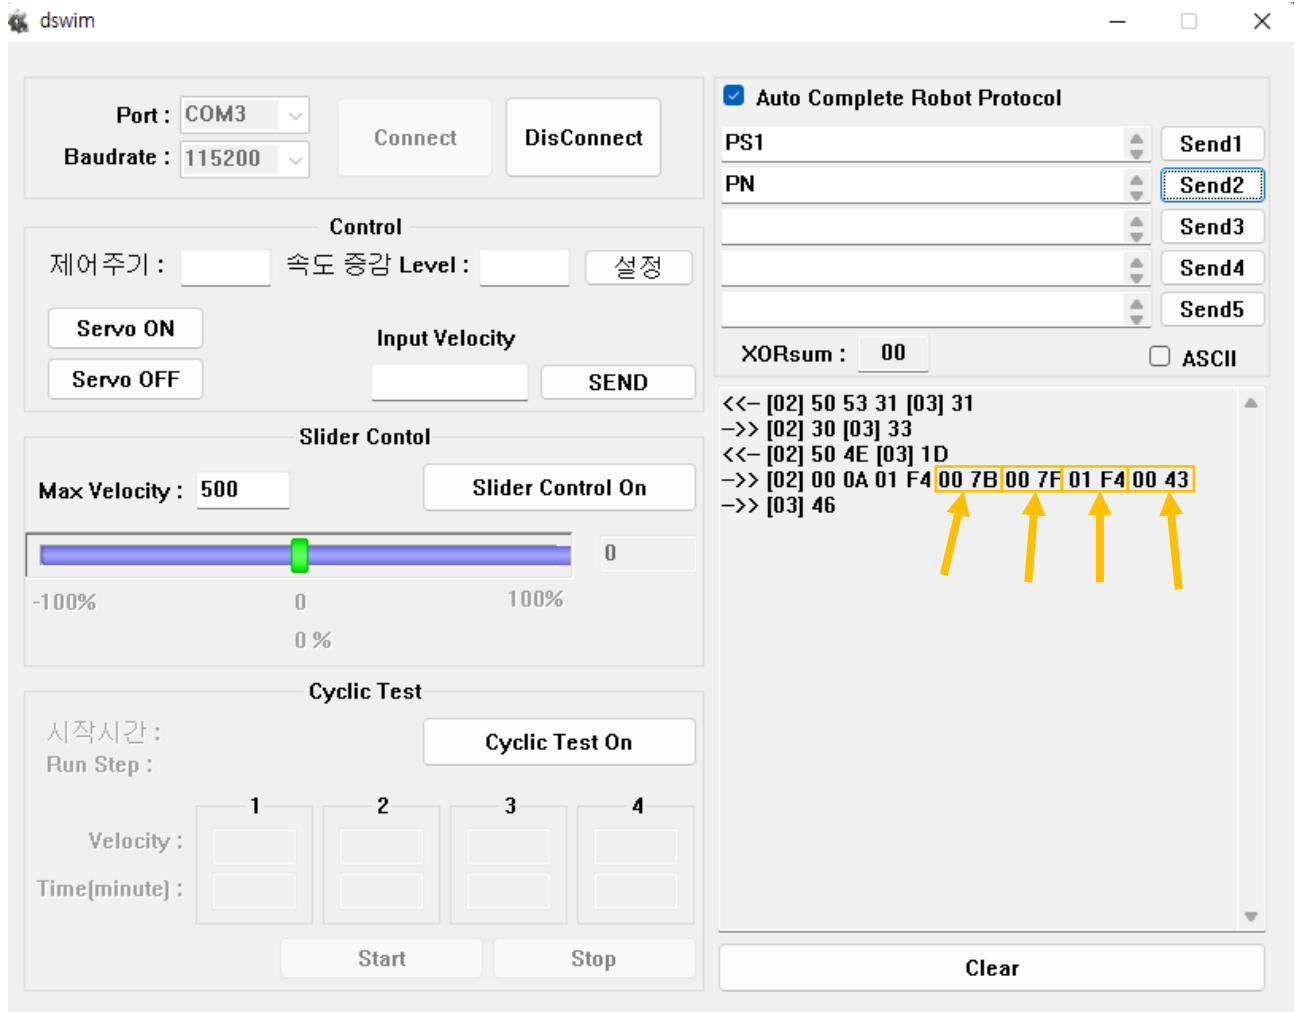 dswim
Port : COM3
Baudrate : 115200
Connect
DisConnect
Control
제어주기 :
속도 증감 Level :
설정
Servo ON
Servo OFF
Input Velocity
SEND
Slider Contol
Max Velocity : 500
Slider Control On
0
-100%
0
100%
0 %
Cyclic Test
시작시간 :
Run Step :
Cyclic Test On
1 2 3 4
Velocity :
Time(minute) :
Start
Stop
Auto Complete Robot Protocol
PS1
Send1
PN
Send2
Send3
Send4
Send5
XORsum : 00
ASCII
<<– [02] 50 53 31 [03] 31
–>> [02] 30 [03] 33
<<– [02] 50 4E [03] 1D
–>> [02] 00 0A 01 F4 00 7B 00 7F 01 F4 00 43
–>> [03] 46
Clear